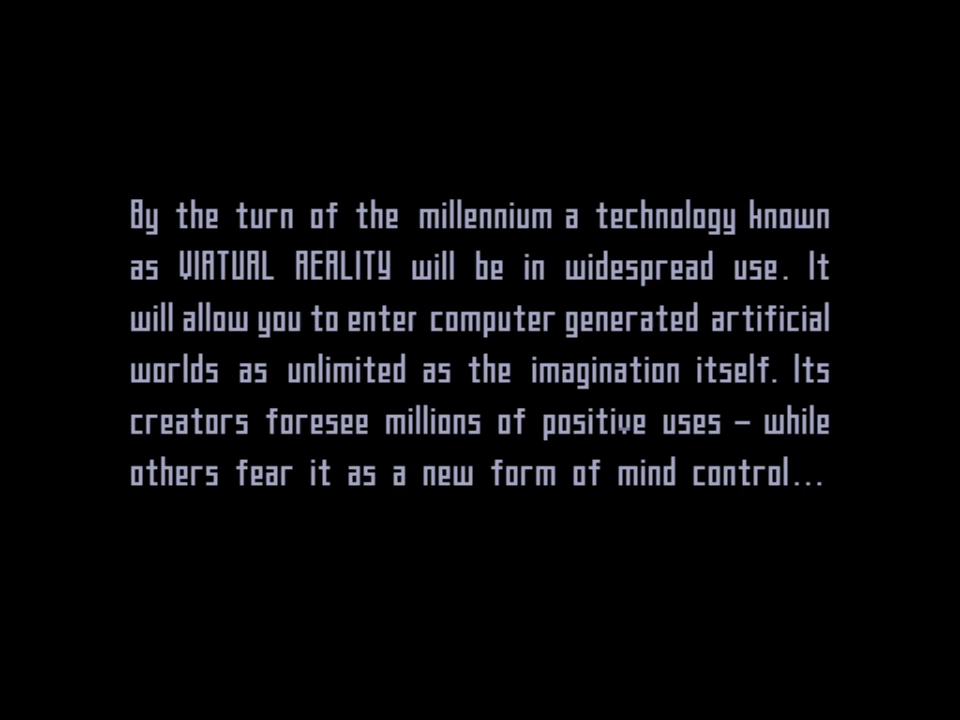 By the turn of the millennium a technology known
as VIRTUAL REALITY will be in widespread use. It
will allow you to enter computer generated artificial
worlds as unlimited as the imagination itself. Its
creators foresee millions of positive uses – while
others fear it as a new form of mind control...